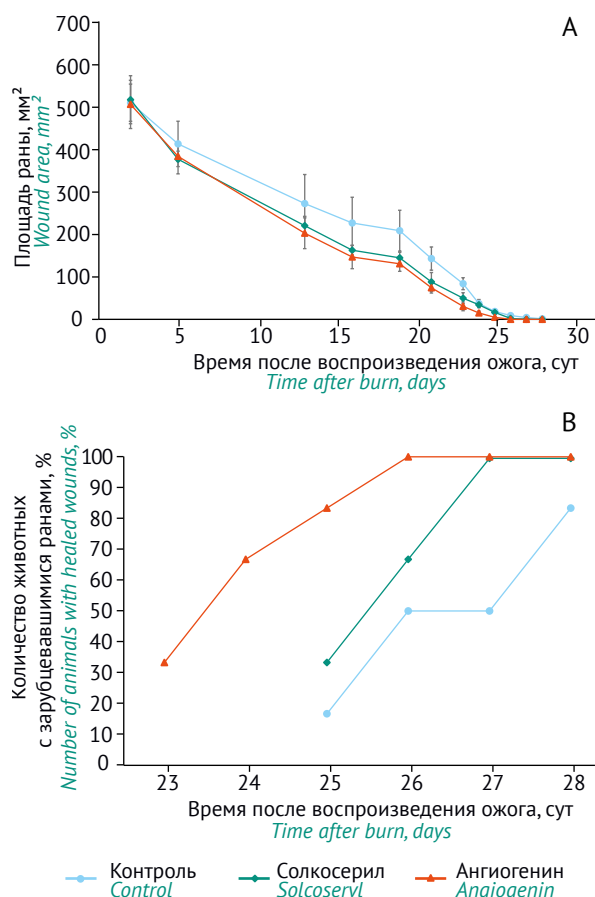 A
700
600
500
400
300
200
100
0
Площадь раны, мм²
Wound area, mm²
5
10
15
20
25
30
Время после воспроизведения ожога, сут
Time after burn, days
B
100
90
80
70
60
50
40
30
20
10
0
Количество животных
с зарубцевавшимися ранами, %
Number of animals with healed wounds, %
23
24
25
26
27
28
Время после воспроизведения ожога, сут
Time after burn, days
Контроль
Control
Солкосерил
Solcoseryl
Ангиогенин
Angiogenin